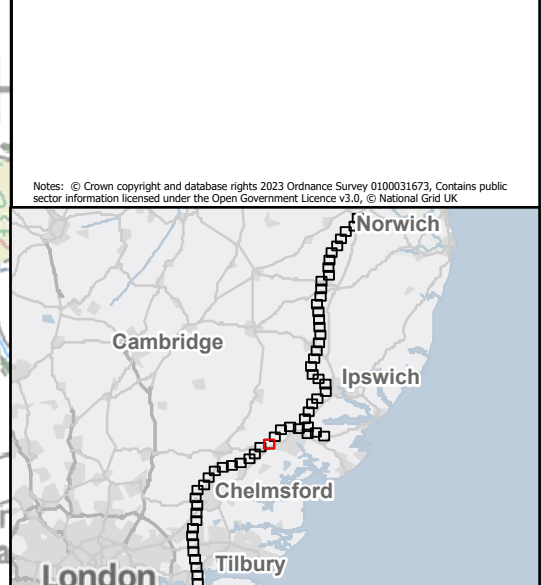 Notes: © Crown copyright and database rights 2023 Ordnance Survey 0100031673, Contains public
sector information licensed under the Open Government Licence v3.0, © National Grid UK
Norwich
Cambridge
Ipswich
Chelmsford
Tilbury
London